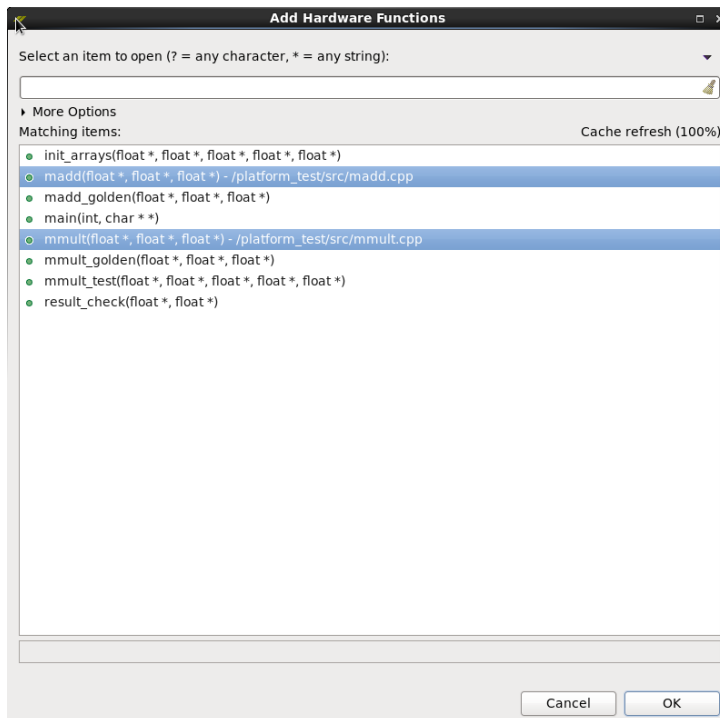 Add Hardware Functions
Select an item to open (? = any character, * = any string):
More Options
Matching items: Cache refresh (100%)
init_arrays(float *, float *, float *, float *, float *)
madd(float *, float *, float *) - /platform_test/src/madd.cpp
madd_golden(float *, float *, float *)
main(int, char * *)
mmult(float *, float *, float *) - /platform_test/src/mmult.cpp
mmult_golden(float *, float *, float *)
mmult_test(float *, float *, float *, float *, float *)
result_check(float *, float *)
Cancel OK